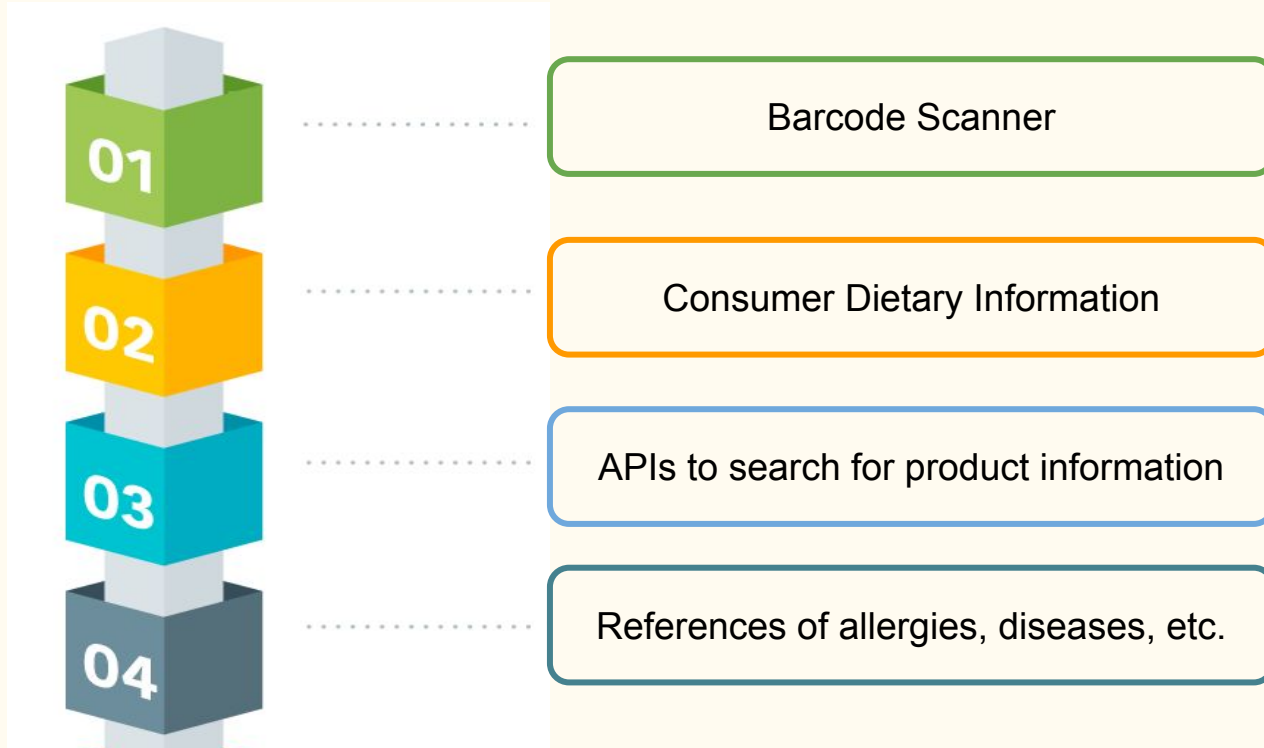 01
Barcode Scanner
02
Consumer Dietary Information
03
APIs to search for product information
04
References of allergies, diseases, etc.